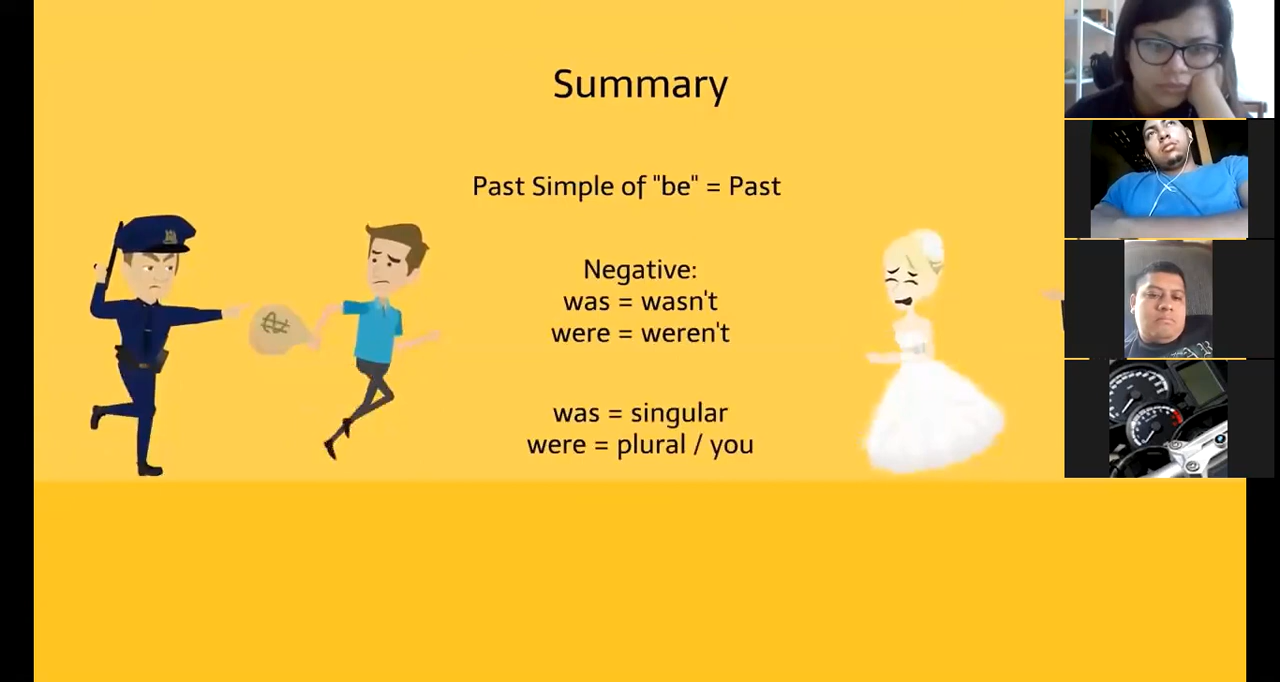 Summary
Past Simple of "be" = Past
Negative:
was = wasn't
were = weren't
was = singular
were = plural / you